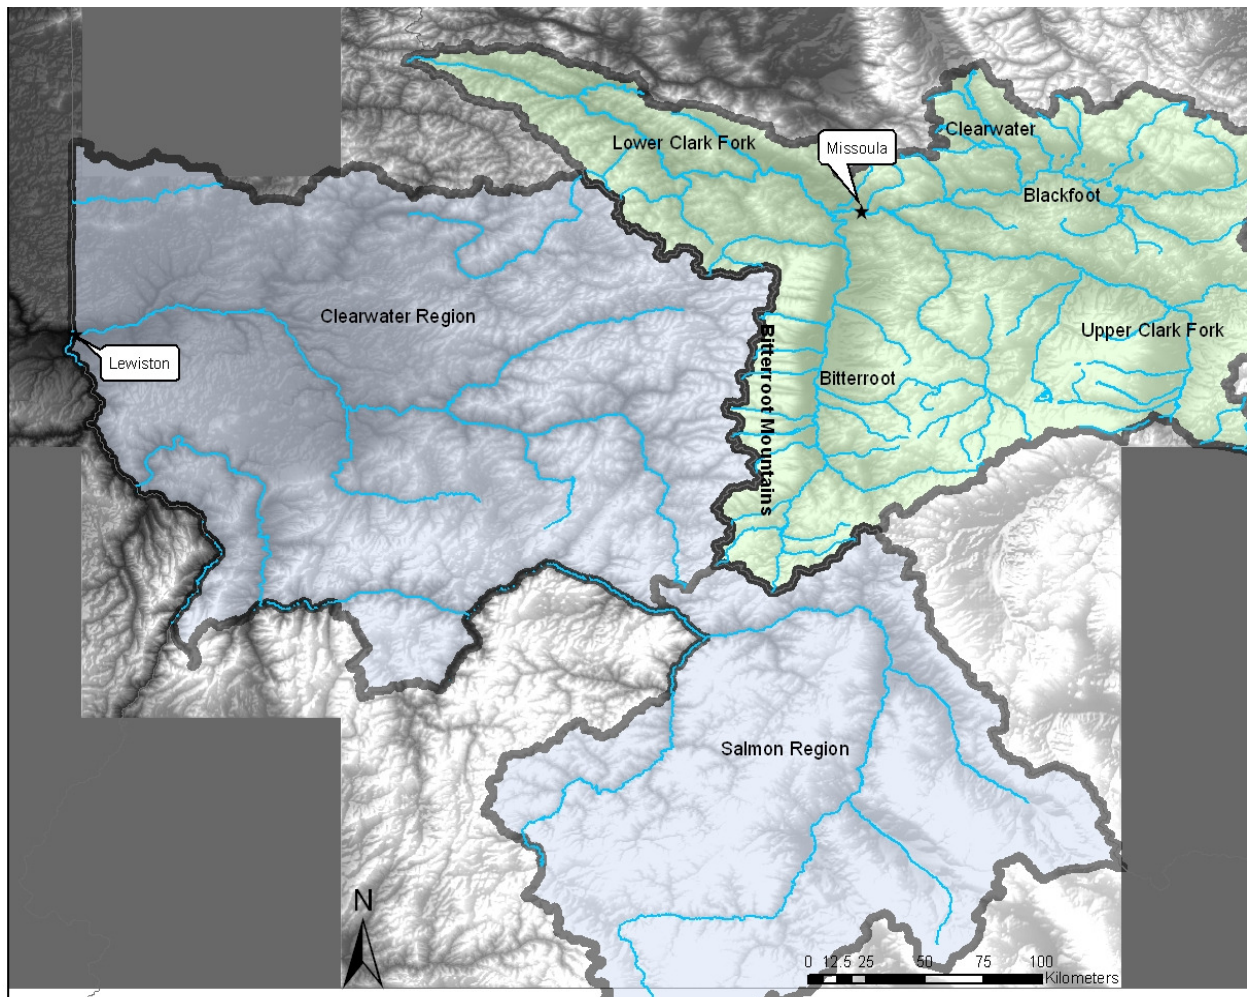 Lower Clark Fork
Missoula
Clearwater
Blackfoot
Clearwater Region
Lewiston
Upper Clark Fork
Bitterroot
Bitterroot Mountains
Salmon Region
N
0 12.5 25 50 75 100
Kilometers